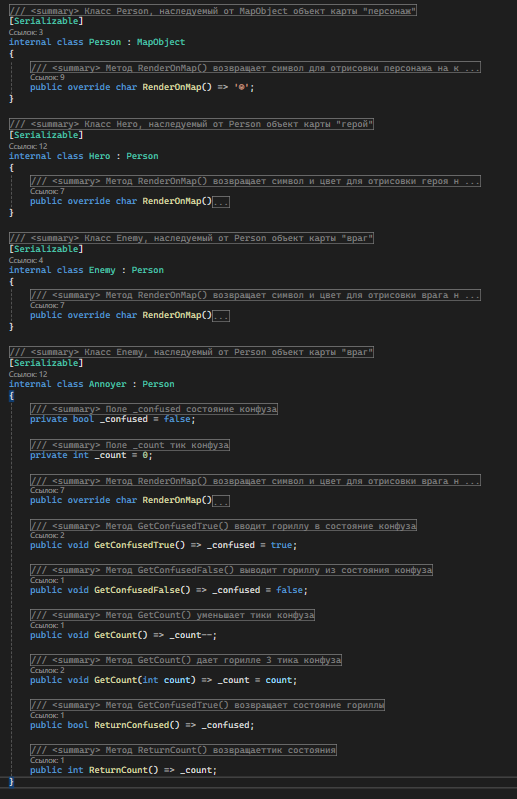 /// <summary> Класс Person, наследуемый от MapObject объект карты "персонаж"
[Serializable]
Ссылок: 3
internal class Person : MapObject
{
/// <summary> Метод RenderOnMap() возвращает символ для отрисовки персонажа на к ...
Ссылок: 9
public override char RenderOnMap() => '☻';
}
/// <summary> Класс Hero, наследуемый от Person объект карты "герой"
[Serializable]
Ссылок: 12
internal class Hero : Person
{
/// <summary> Метод RenderOnMap() возвращает символ и цвет для отрисовки героя н ...
Ссылок: 7
public override char RenderOnMap()...
}
/// <summary> Класс Enemy, наследуемый от Person объект карты "враг"
[Serializable]
Ссылок: 4
internal class Enemy : Person
{
/// <summary> Метод RenderOnMap() возвращает символ и цвет для отрисовки врага н ...
Ссылок: 7
public override char RenderOnMap()...
}
/// <summary> Класс Enemy, наследуемый от Person объект карты "враг"
[Serializable]
Ссылок: 12
internal class Annoyer : Person
{
/// <summary> Поле _confused состояние конфуза
private bool _confused = false;
/// <summary> Поле _count тик конфуза
private int _count = 0;
/// <summary> Метод RenderOnMap() возвращает символ и цвет для отрисовки врага н ...
Ссылок: 7
public override char RenderOnMap()...
/// <summary> Метод GetConfusedTrue() вводит гориллу в состояние конфуза
Ссылок: 2
public void GetConfusedTrue() => _confused = true;
/// <summary> Метод GetConfusedFalse() выводит гориллу из состояния конфуза
Ссылок: 1
public void GetConfusedFalse() => _confused = false;
/// <summary> Метод GetCount() уменьшает тики конфуза
Ссылок: 1
public void GetCount() => _count--;
/// <summary> Метод GetCount() дает горилле 3 тика конфуза
Ссылок: 2
public void GetCount(int count) => _count = count;
/// <summary> Метод GetConfusedTrue() возвращает состояние гориллы
Ссылок: 1
public bool ReturnConfused() => _confused;
/// <summary> Метод ReturnCount() возвращаеттик состояния
Ссылок: 1
public int ReturnCount() => _count;
}